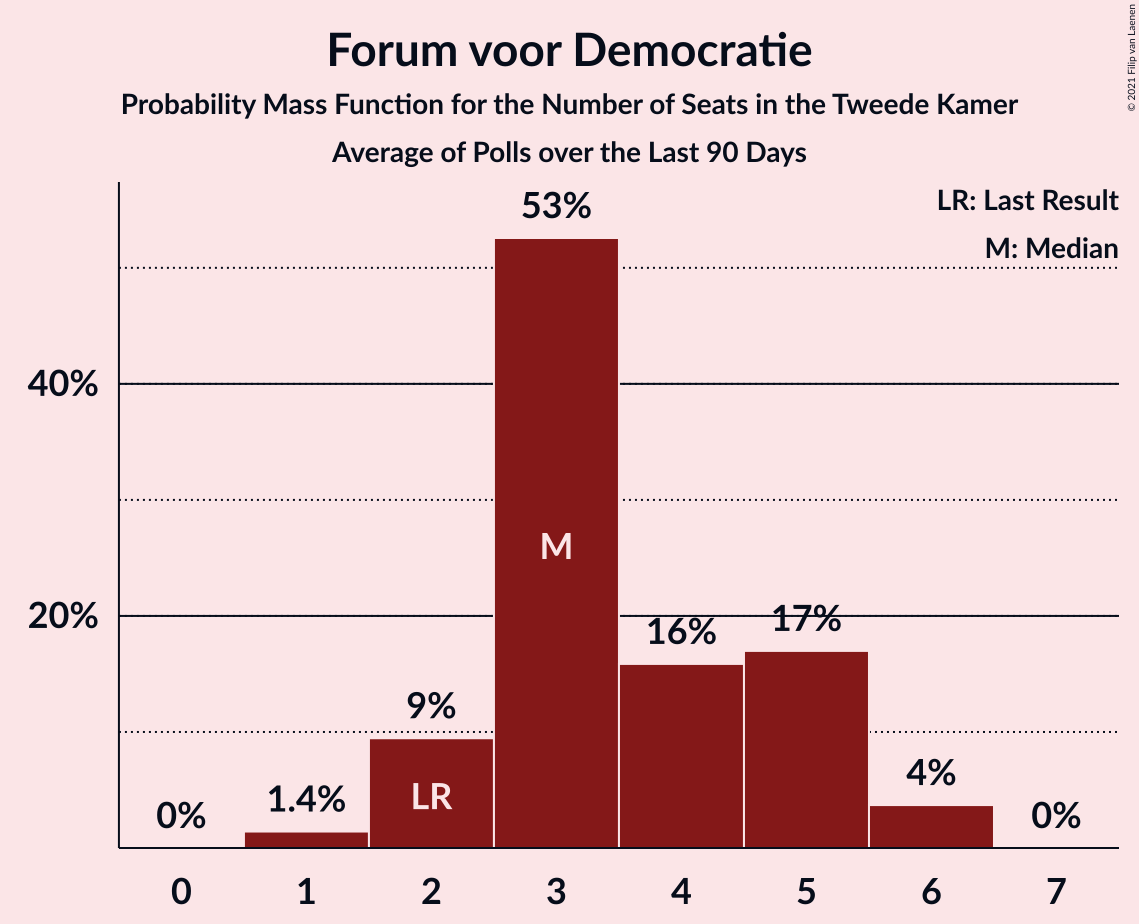 Forum voor Democratie
Probability Mass Function for the Number of Seats in the Tweede Kamer
Average of Polls over the Last 90 Days
© 2021 Filip van Laenen
LR: Last Result
M: Median
53%
40%
M
20%
17%
16%
9%
4%
LR
1.4%
0%
0%
0 1 2 3 4 5 6 7